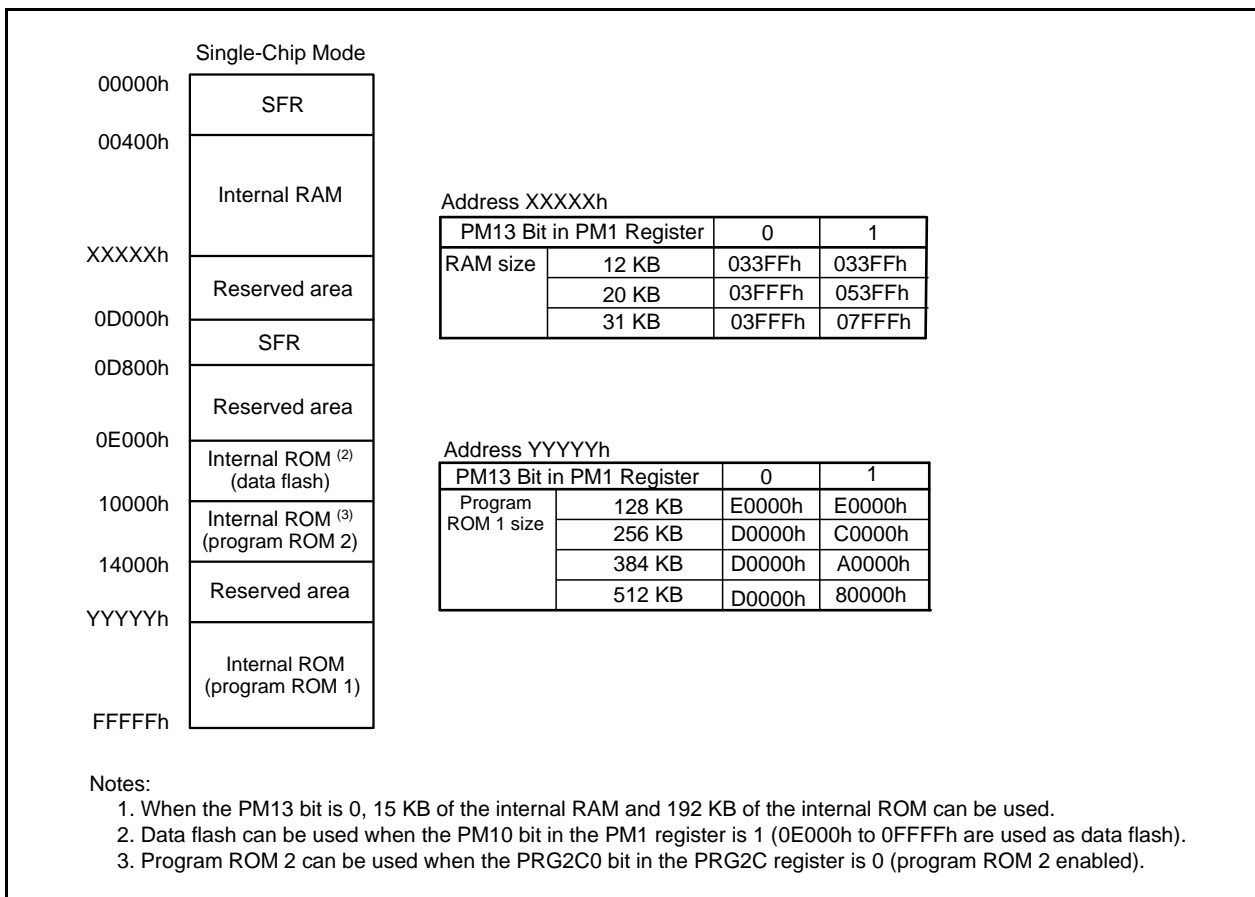 Single-Chip Mode
00000h
SFR
00400h
Internal RAM
XXXXXh
Reserved area
0D000h
SFR
0D800h
Reserved area
0E000h
Internal ROM (2)
(data flash)
10000h
Internal ROM (3)
(program ROM 2)
14000h
Reserved area
YYYYYh
Internal ROM
(program ROM 1)
FFFFFh
Address XXXXXh
PM13 Bit in PM1 Register 0 1
RAM size 12 KB 033FFh 033FFh
20 KB 03FFFh 053FFh
31 KB 03FFFh 07FFFh
Address YYYYYh
PM13 Bit in PM1 Register 0 1
Program
ROM 1 size
128 KB E0000h E0000h
256 KB D0000h C0000h
384 KB D0000h A0000h
512 KB D0000h 80000h
Notes:
1. When the PM13 bit is 0, 15 KB of the internal RAM and 192 KB of the internal ROM can be used.
2. Data flash can be used when the PM10 bit in the PM1 register is 1 (0E000h to 0FFFFh are used as data flash).
3. Program ROM 2 can be used when the PRG2C0 bit in the PRG2C register is 0 (program ROM 2 enabled).